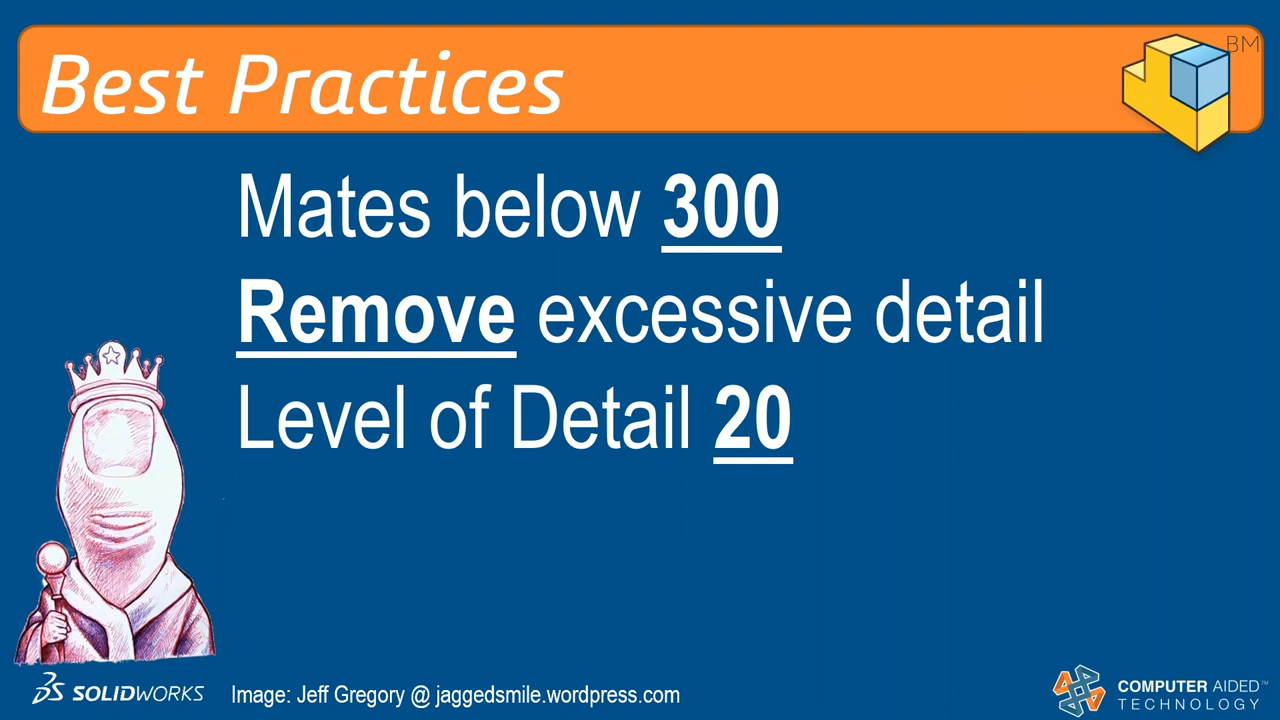 Best Practices
BM
Mates below 300
Remove excessive detail
Level of Detail 20
SOLIDWORKS
Image: Jeff Gregory @ jaggedsmile.wordpress.com
COMPUTER AIDED™
TECHNOLOGY